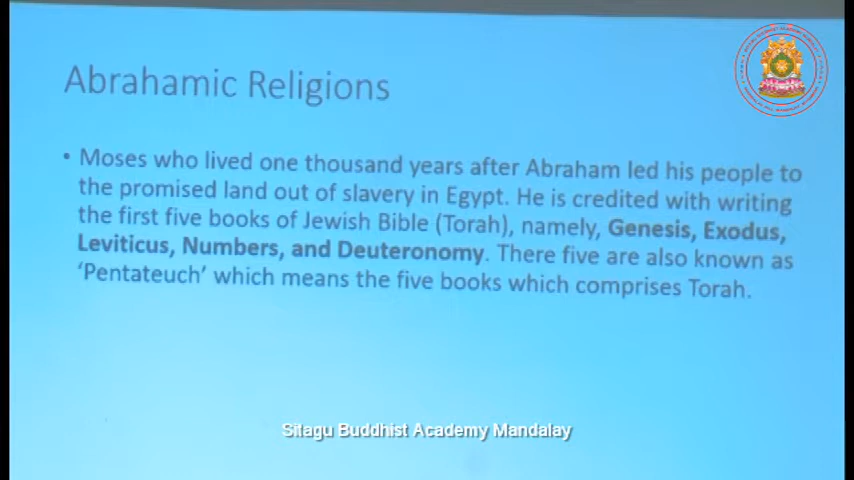 Abrahamic Religions
• Moses who lived one thousand years after Abraham led his people to
the promised land out of slavery in Egypt. He is credited with writing
the first five books of Jewish Bible (Torah), namely, Genesis, Exodus,
Leviticus, Numbers, and Deuteronomy. There five are also known as
‘Pentateuch’ which means the five books which comprises Torah.
Sitagu Buddhist Academy Mandalay